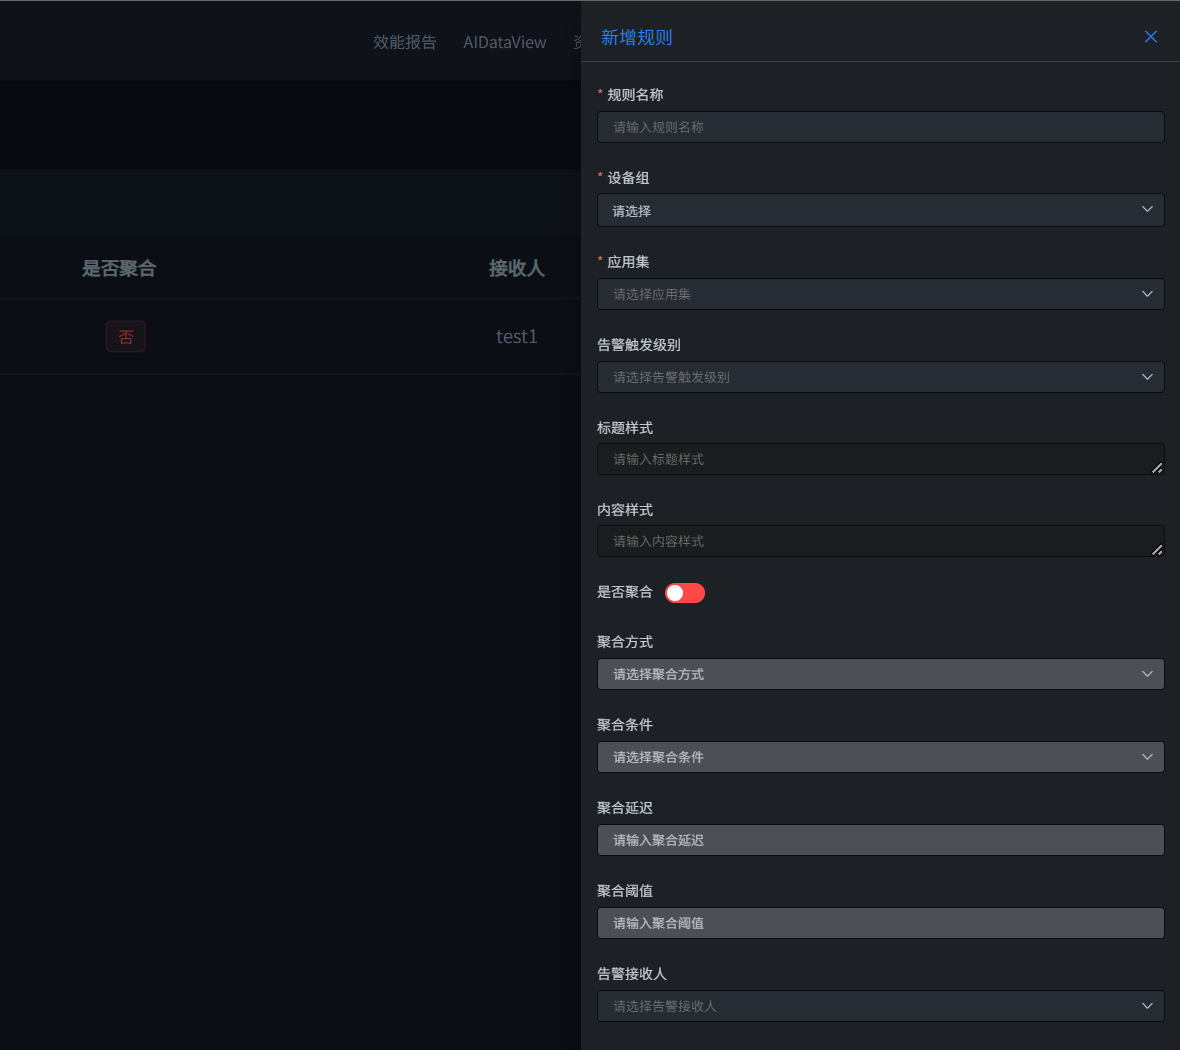 效能报告 AIDataView
是否聚合 接收人
否 test1
新增规则
* 规则名称
请输入规则名称
* 设备组
请选择
* 应用集
请选择应用集
告警触发级别
请选择告警触发级别
标题样式
请输入标题样式
内容样式
请输入内容样式
是否聚合
聚合方式
请选择聚合方式
聚合条件
请选择聚合条件
聚合延迟
请输入聚合延迟
聚合阈值
请输入聚合阈值
告警接收人
请选择告警接收人